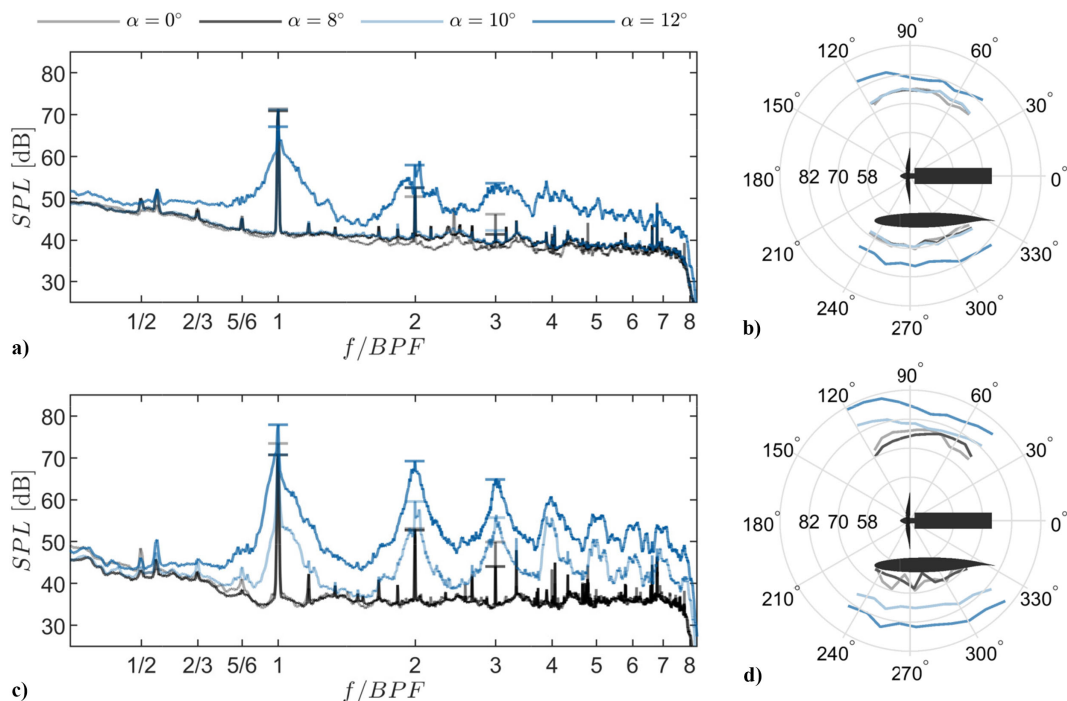 α = 0° α = 8° α = 10° α = 12°
80
70
60
50
40
30
SPL [dB]
1/2 2/3 5/6 1 2 3 4 5 6 7 8
f/BPF
a)
90°
120° 60°
150° 30°
180° 82 70 58 0°
210° 330°
240° 300°
270°
b)
80
70
60
50
40
30
SPL [dB]
1/2 2/3 5/6 1 2 3 4 5 6 7 8
f/BPF
c)
90°
120° 60°
150° 30°
180° 82 70 58 0°
210° 330°
240° 300°
270°
d)